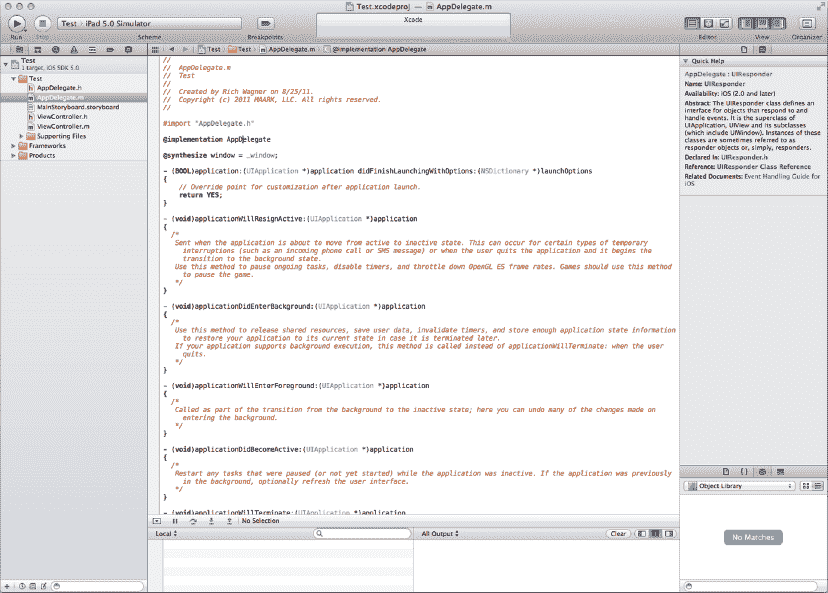 Test.xcodeproj — AppDelegate.m
Test > iPad 5.0 Simulator
Xcode
Run
Stop
Scheme
Breakpoints
Editor
View
Organizer
Test
1 target, iOS SDK 5.0
Test
AppDelegate.h
AppDelegate.m
MainStoryboard.storyboard
ViewController.h
ViewController.m
Supporting Files
Frameworks
Products
Test > Test > AppDelegate.m > @implementation AppDelegate
//
//  AppDelegate.m
//  Test
//
//  Created by Rich Wagner on 8/25/11.
//  Copyright (c) 2011 MAARK, LLC. All rights reserved.
//
#import "AppDelegate.h"
@implementation AppDelegate
@synthesize window = _window;
- (BOOL)application:(UIApplication *)application didFinishLaunchingWithOptions:(NSDictionary *)launchOptions
{
// Override point for customization after application launch.
return YES;
}
- (void)applicationWillResignActive:(UIApplication *)application
{
/*
Sent when the application is about to move from active to inactive state. This can occur for certain types of temporary
interruptions (such as an incoming phone call or SMS message) or when the user quits the application and it begins the
transition to the background state.
Use this method to pause ongoing tasks, disable timers, and throttle down OpenGL ES frame rates. Games should use this method
to pause the game.
*/
}
- (void)applicationDidEnterBackground:(UIApplication *)application
{
/*
Use this method to release shared resources, save user data, invalidate timers, and store enough application state information
to restore your application to its current state in case it is terminated later.
If your application supports background execution, this method is called instead of applicationWillTerminate: when the user
quits.
*/
}
- (void)applicationWillEnterForeground:(UIApplication *)application
{
/*
Called as part of the transition from the background to the inactive state; here you can undo many of the changes made on
entering the background.
*/
}
- (void)applicationDidBecomeActive:(UIApplication *)application
{
/*
Restart any tasks that were paused (or not yet started) while the application was inactive. If the application was previously
in the background, optionally refresh the user interface.
*/
}
- (void)applicationWillTerminate:(UIApplication *)application
No Selection
Local
All Output
Clear
Quick Help
AppDelegate : UIResponder
Name: UIResponder
Availability: iOS (2.0 and later)
Abstract: The UIResponder class defines an
interface for objects that respond to and
handle events. It is the superclass of
UIApplication, UIView and its subclasses
(which include UIWindow). Instances of these
classes are sometimes referred to as
responder objects or, simply, responders.
Declared In: UIResponder.h
Reference: UIResponder Class Reference
Related Documents: Event Handling Guide for
iOS
Object Library
No Matches